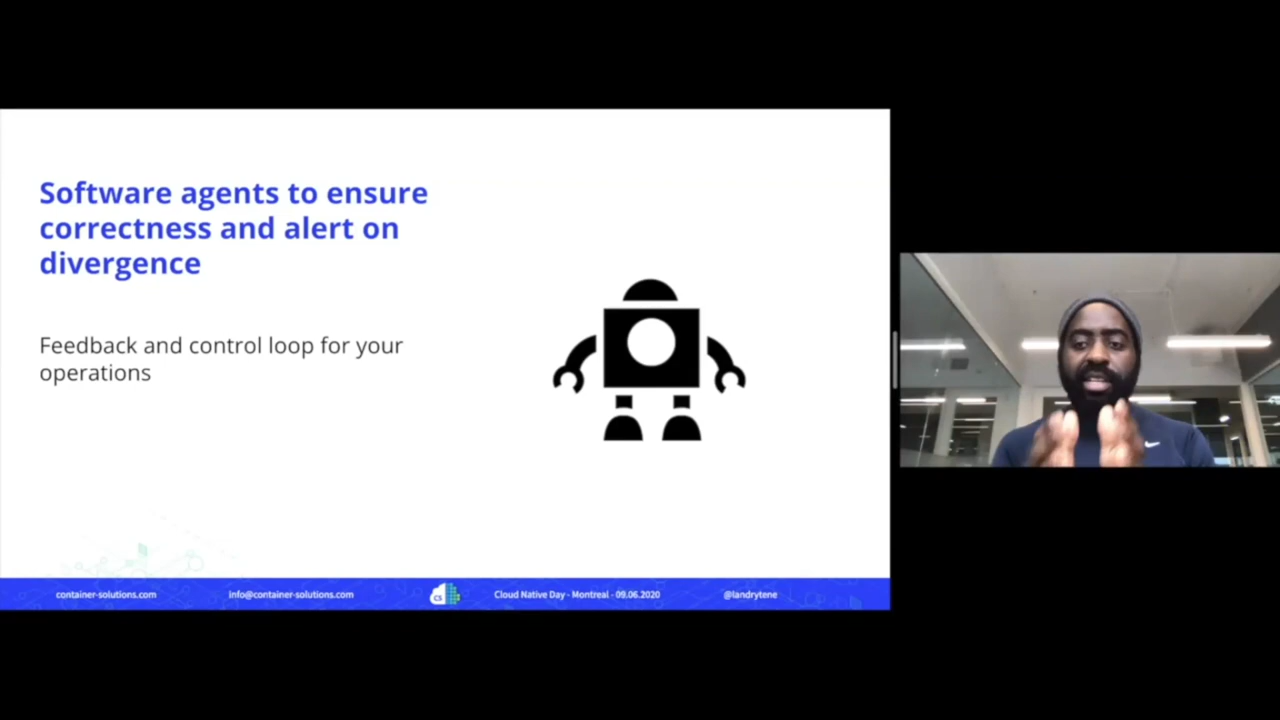 Software agents to ensure
correctness and alert on
divergence
Feedback and control loop for your
operations
container-solutions.com
info@container-solutions.com
CS
Cloud Native Day - Montreal - 09.06.2020
@landrytene